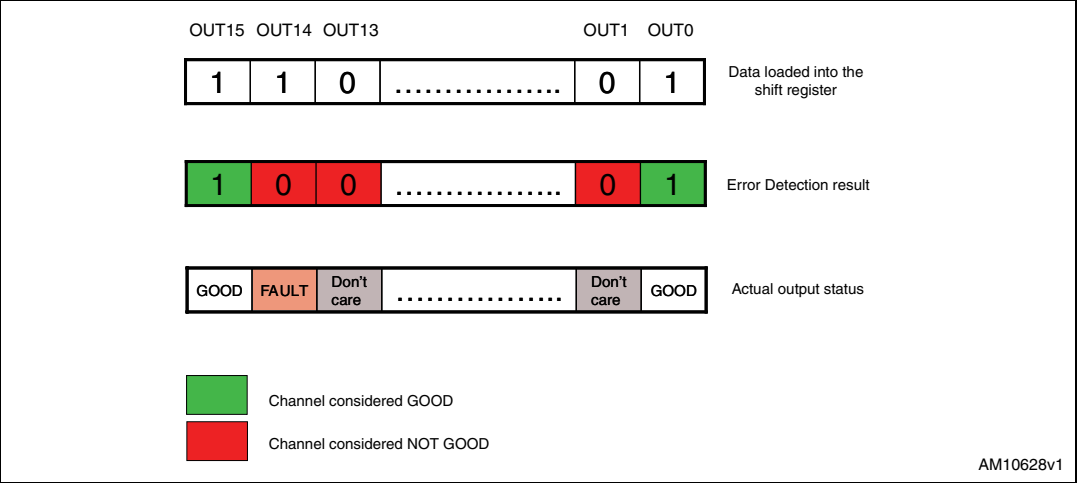 OUT15 OUT14 OUT13 OUT1 OUT0
1 1 0 ................. 0 1
Data loaded into the
shift register
1 0 0 ................. 0 1
Error Detection result
GOOD FAULT Don't care ................. Don't care GOOD
Actual output status
Channel considered GOOD
Channel considered NOT GOOD
AM10628v1